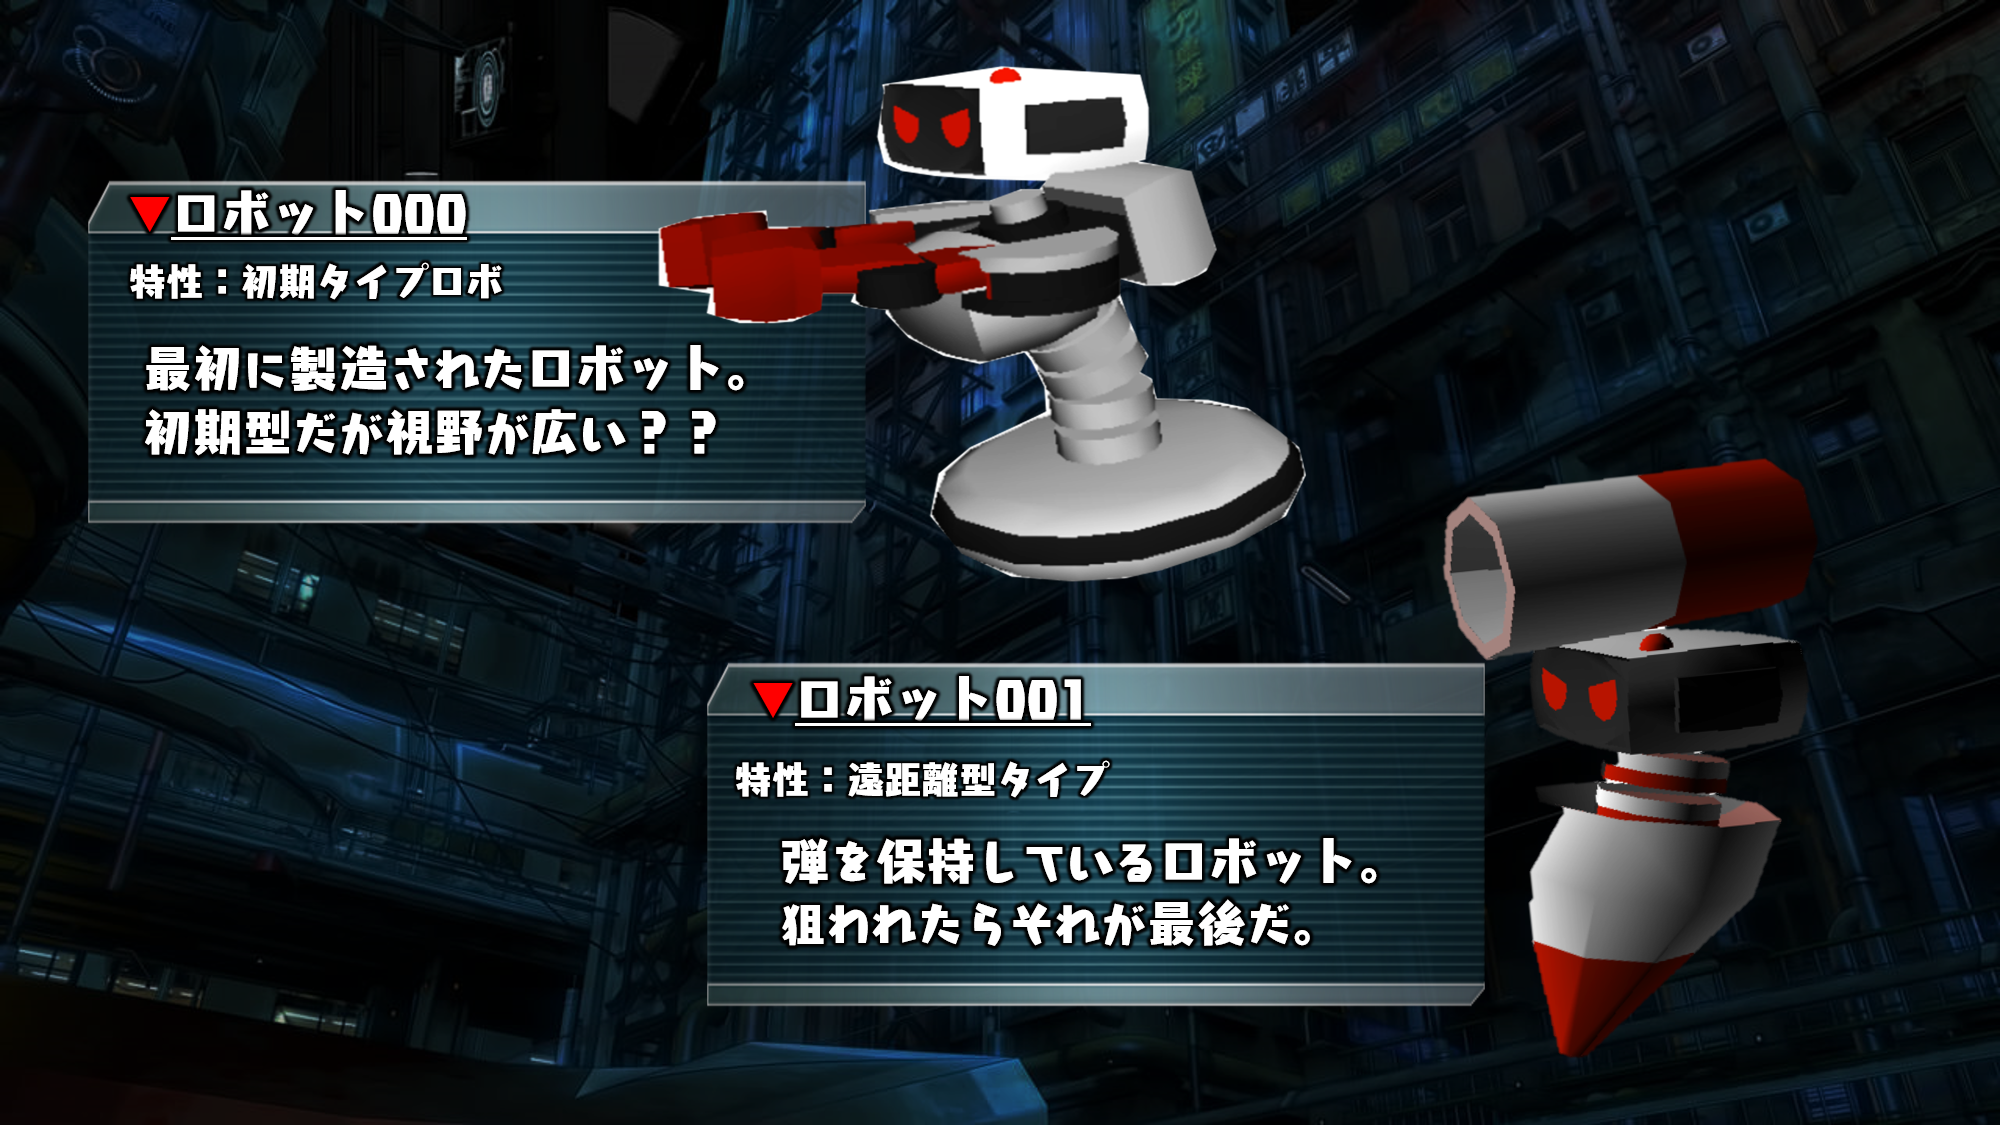 ▼ロボット000
特性：初期タイプロボ
最初に製造されたロボット。
初期型だが視野が広い？？
▼ロボット001
特性：遠距離型タイプ
弾を保持しているロボット。
狙われたらそれが最後だ。